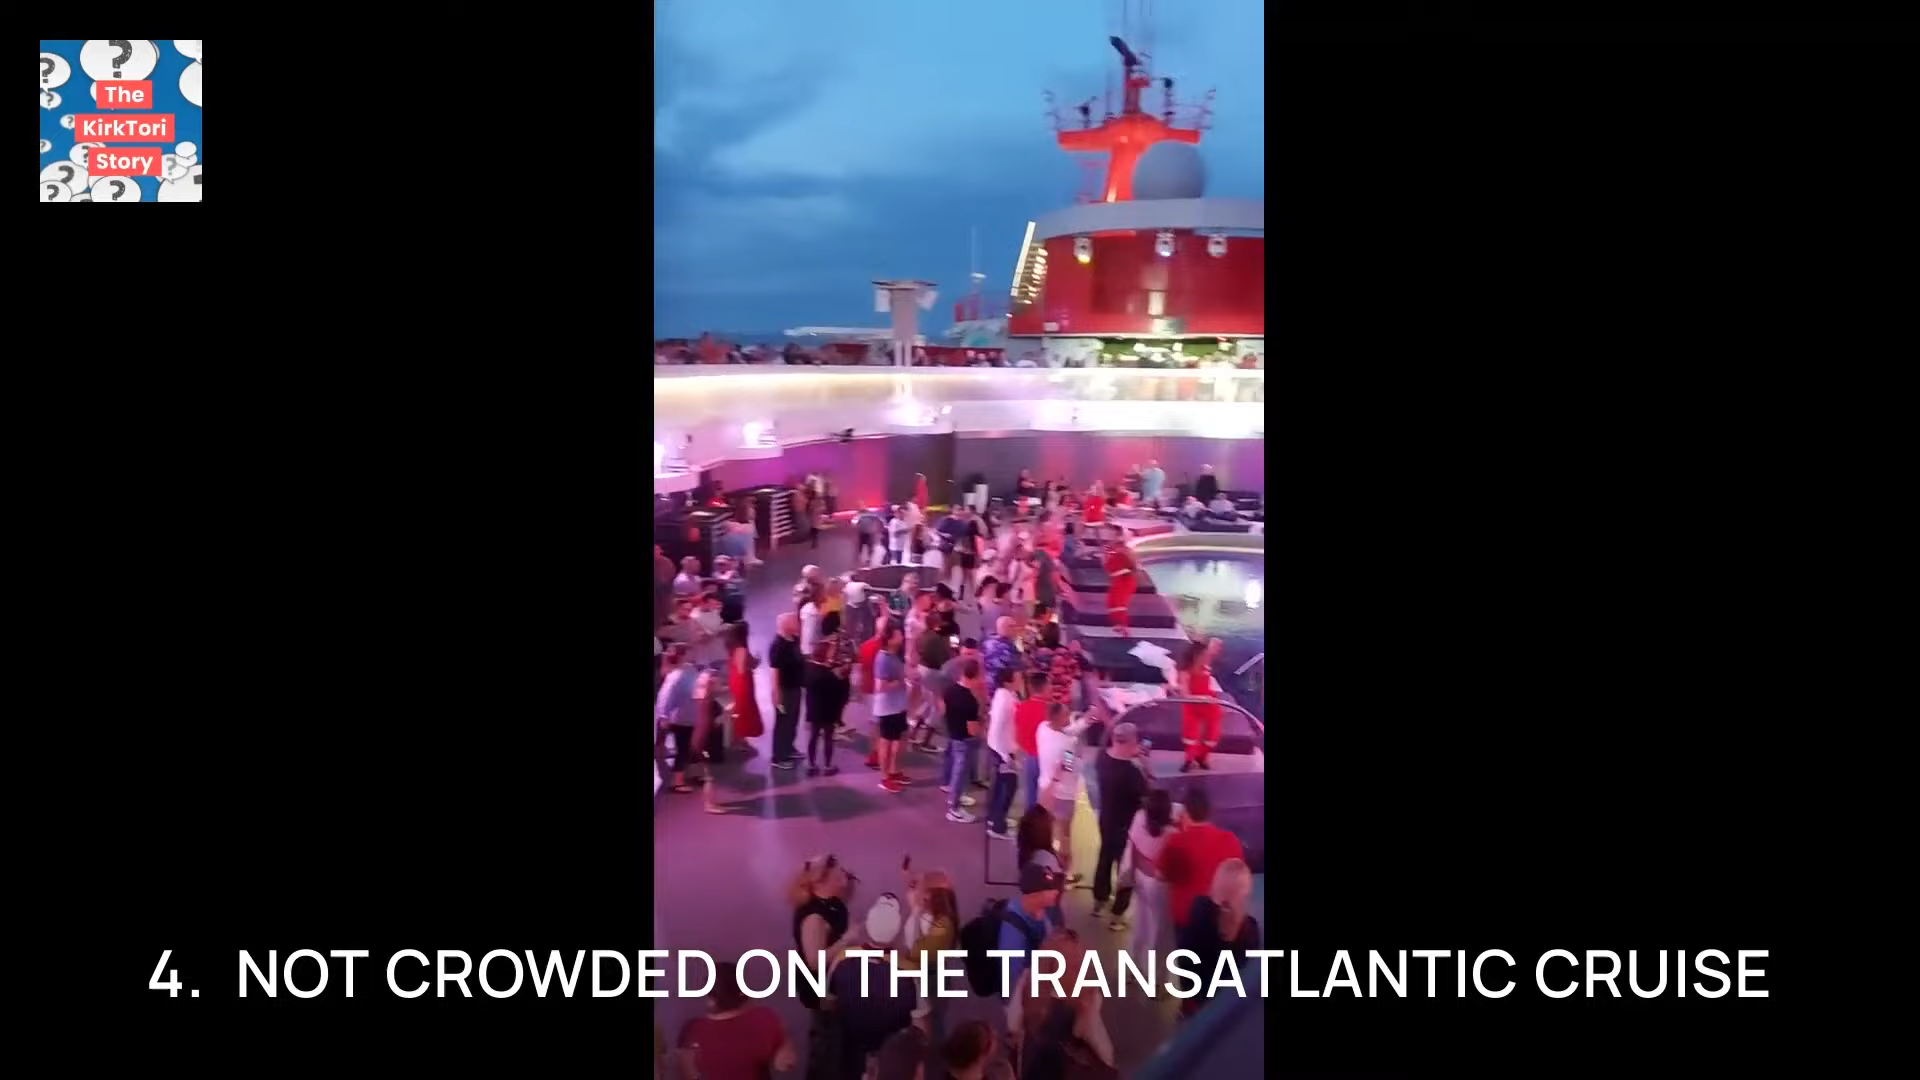 The
KirkTori
Story
4. NOT CROWDED ON THE TRANSATLANTIC CRUISE